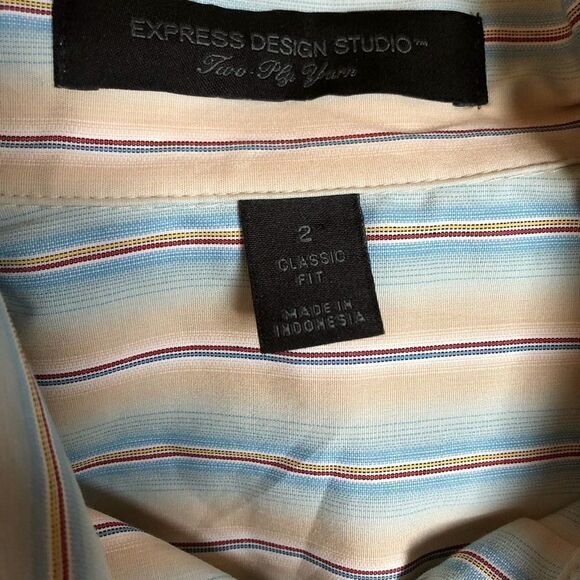 EXPRESS DESIGN STUDIO™
Two-Ply Yarn
2
CLASSIC
FIT
MADE IN
INDONESIA